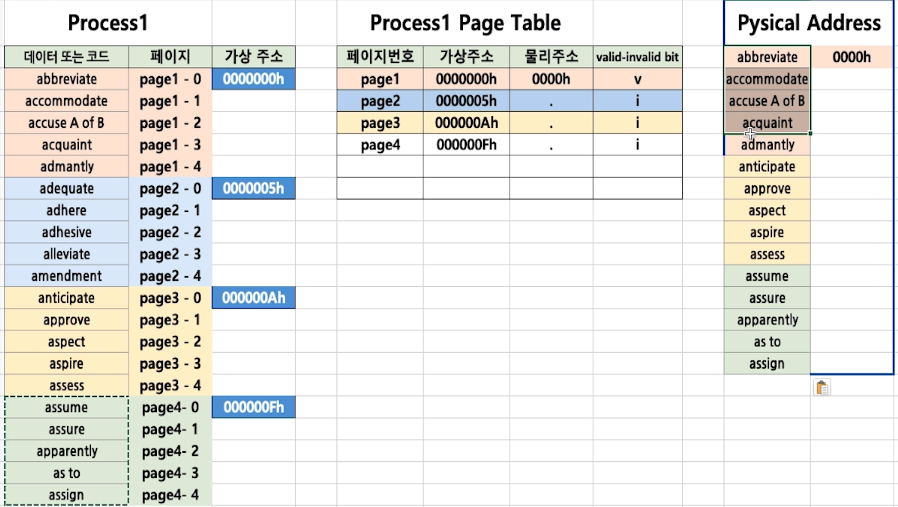 Process1 Process1 Page Table Pysical Address
데이터 또는 코드 페이지 가상 주소 페이지번호 가상주소 물리주소 valid-invalid bit abbreviate 0000h
abbreviate page1 - 0 0000000h page1 0000000h 0000h v accommodate
accommodate page1 - 1 page2 0000005h . i accuse A of B
accuse A of B page1 - 2 page3 000000Ah . i acquaint
acquaint page1 - 3 page4 000000Fh . i admantly
admantly page1 - 4 anticipate
adequate page2 - 0 0000005h approve
adhere page2 - 1 aspect
adhesive page2 - 2 aspire
alleviate page2 - 3 assess
amendment page2 - 4 assume
anticipate page3 - 0 000000Ah assure
approve page3 - 1 apparently
aspect page3 - 2 as to
aspire page3 - 3 assign
assess page3 - 4
assume page4- 0 000000Fh
assure page4- 1
apparently page4- 2
as to page4- 3
assign page4- 4